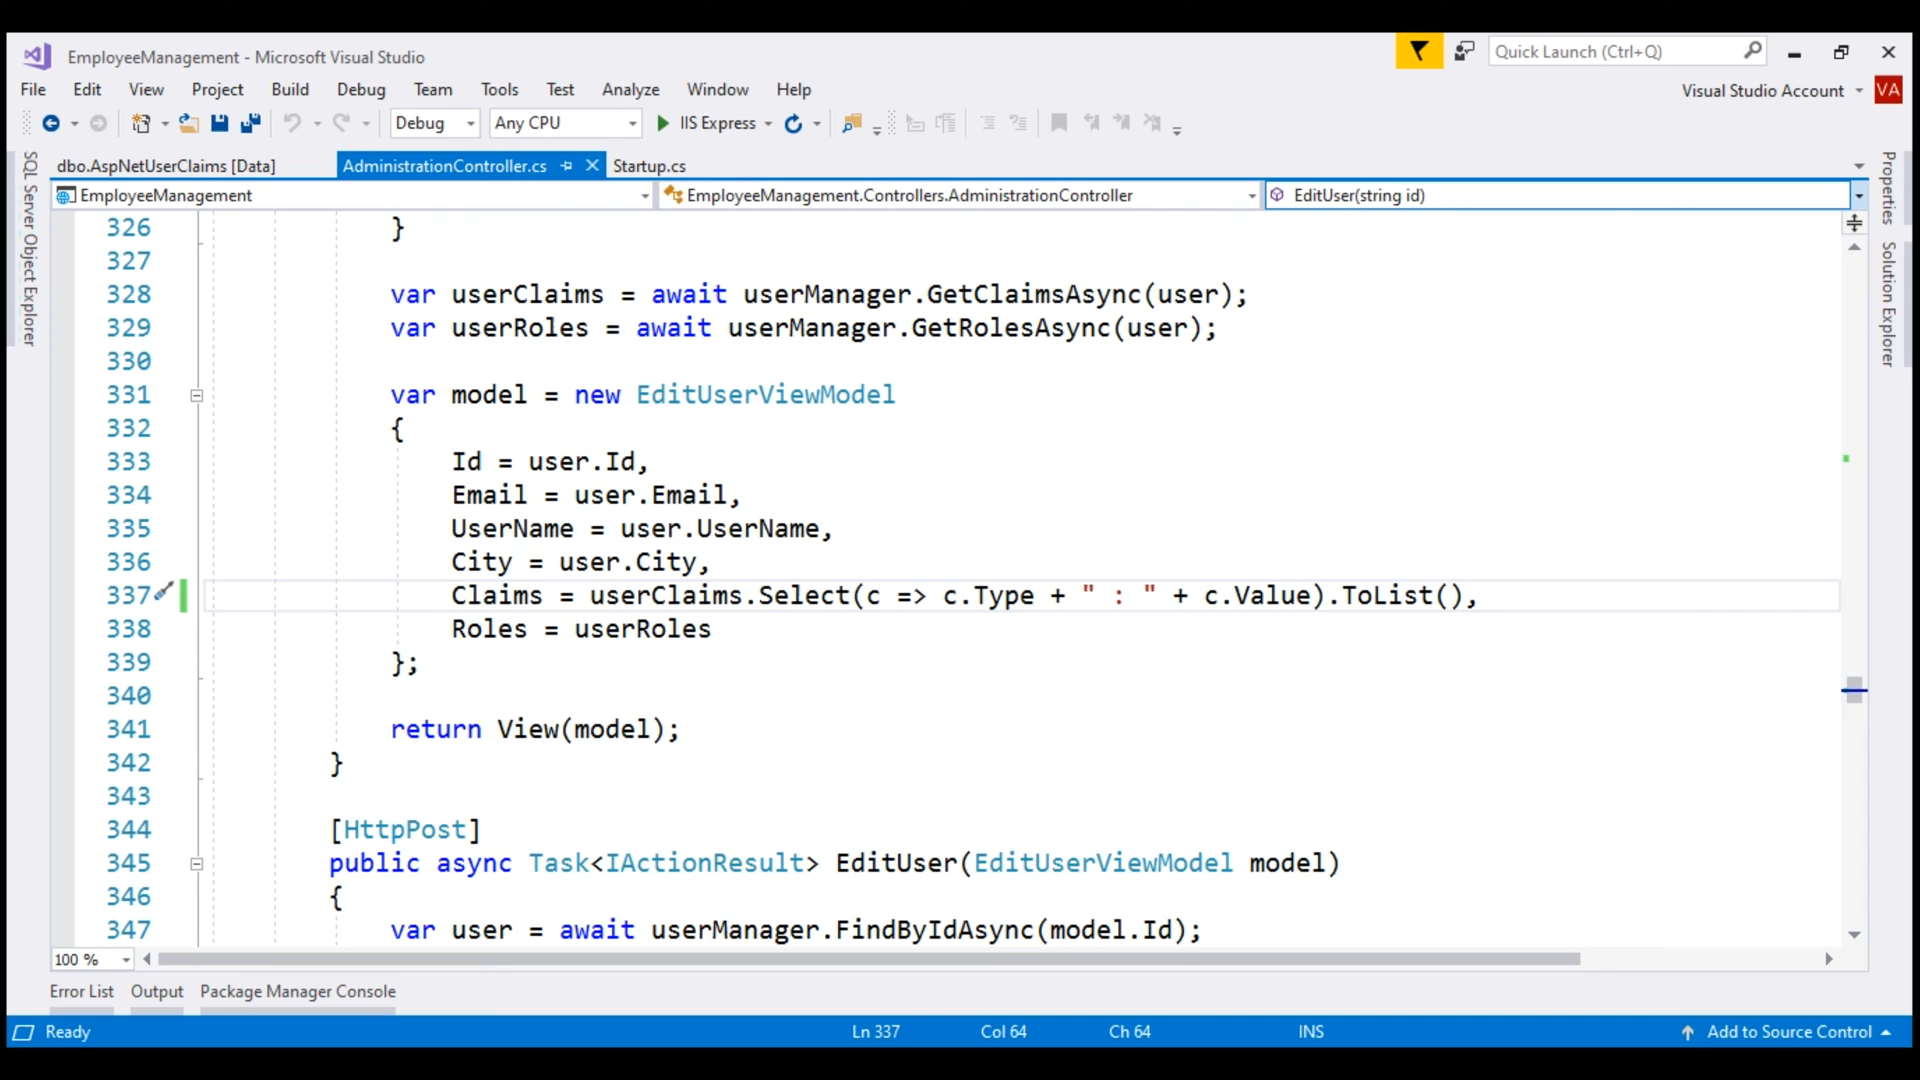 EmployeeManagement - Microsoft Visual Studio
Quick Launch (Ctrl+Q)
File Edit View Project Build Debug Team Tools Test Analyze Window Help
Visual Studio Account VA
Debug Any CPU IIS Express
dbo.AspNetUserClaims [Data] AdministrationController.cs Startup.cs
EmployeeManagement EmployeeManagement.Controllers.AdministrationController EditUser(string id)
SQL Server Object Explorer
Properties
Solution Explorer
326 }
327
328 var userClaims = await userManager.GetClaimsAsync(user);
329 var userRoles = await userManager.GetRolesAsync(user);
330
331 var model = new EditUserViewModel
332 {
333 Id = user.Id,
334 Email = user.Email,
335 UserName = user.UserName,
336 City = user.City,
337 Claims = userClaims.Select(c => c.Type + " : " + c.Value).ToList(),
338 Roles = userRoles
339 };
340
341 return View(model);
342 }
343
344 [HttpPost]
345 public async Task<IActionResult> EditUser(EditUserViewModel model)
346 {
347 var user = await userManager.FindByIdAsync(model.Id);
100 %
Error List Output Package Manager Console
Ready Ln 337 Col 64 Ch 64 INS Add to Source Control